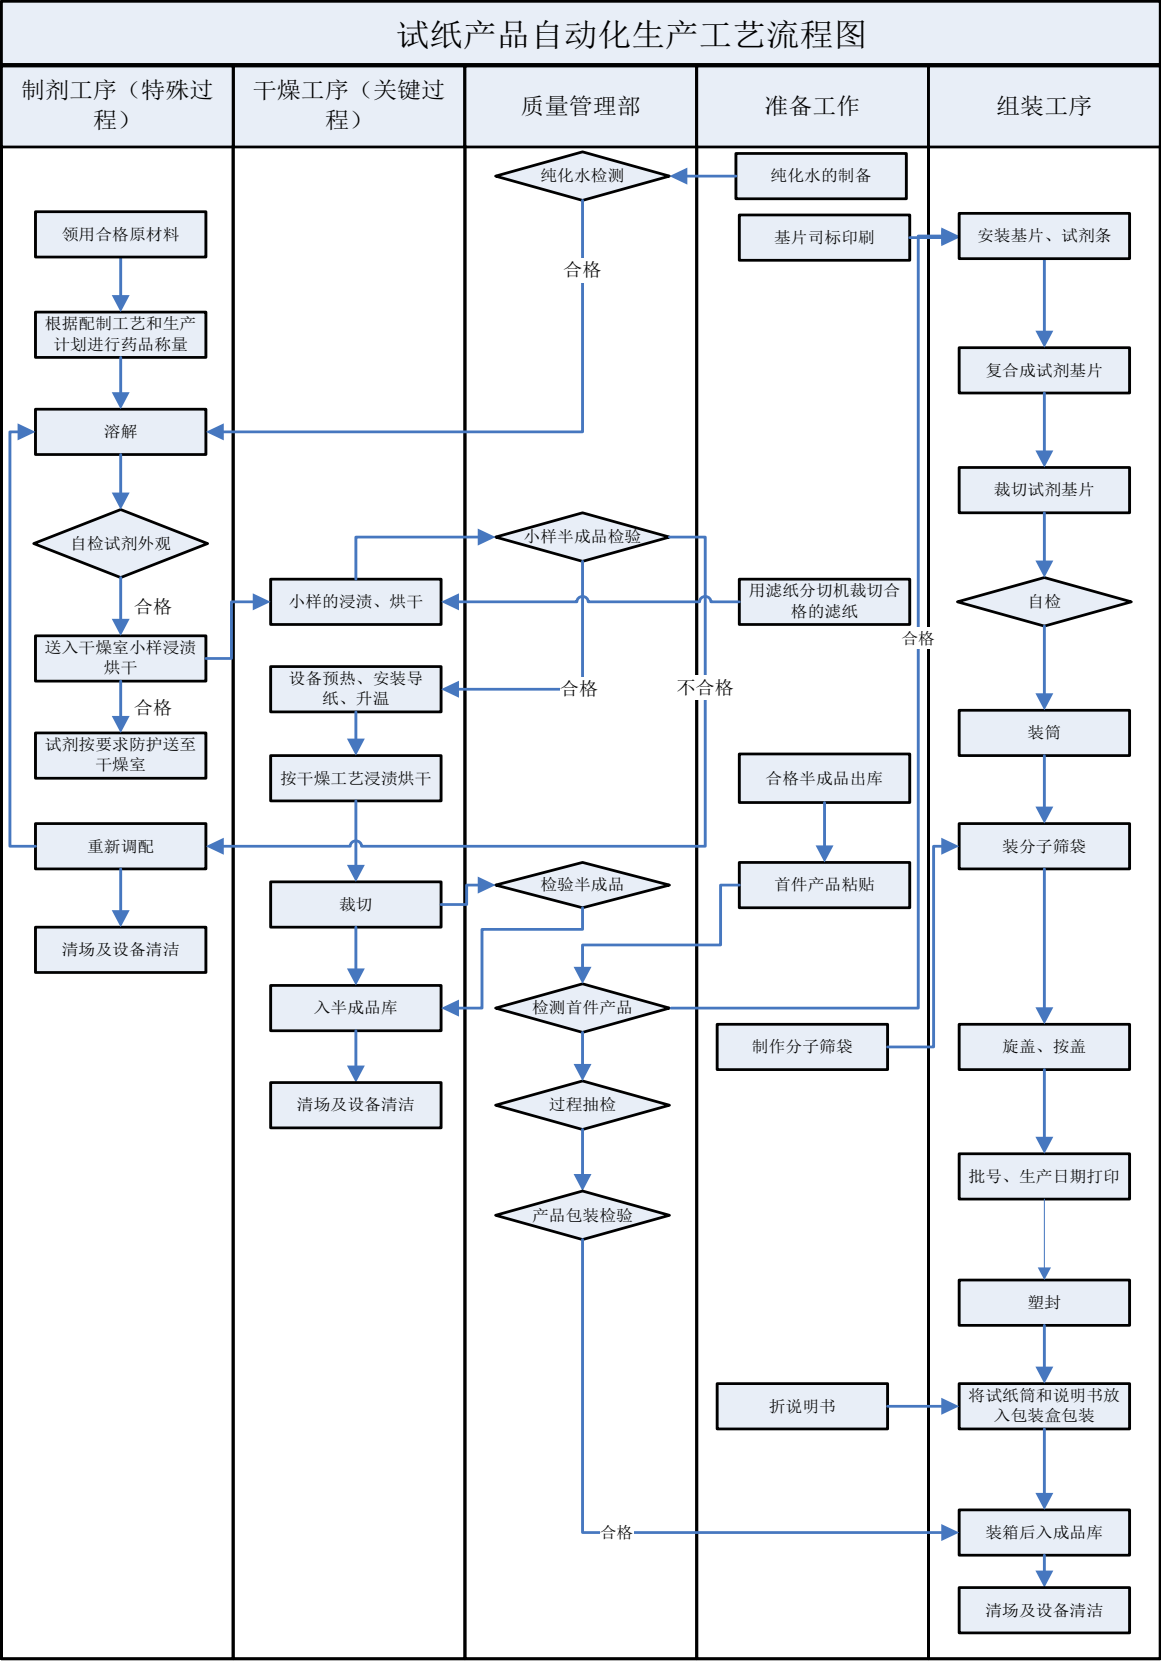 试纸产品自动化生产工艺流程图
制剂工序（特殊过
程）
干燥工序（关键过
程）
质量管理部
准备工作
组装工序
纯化水检测
纯化水的制备
领用合格原材料
基片司标印刷
安装基片、试剂条
合格
根据配制工艺和生产
计划进行药品称量
复合成试剂基片
溶解
裁切试剂基片
自检试剂外观
小样半成品检验
合格
小样的浸渍、烘干
用滤纸分切机裁切合
格的滤纸
自检
合格
送入干燥室小样浸渍
烘干
设备预热、安装导
纸、升温
合格
不合格
合格
装筒
试剂按要求防护送至
干燥室
按干燥工艺浸渍烘干
合格半成品出库
重新调配
装分子筛袋
检验半成品
首件产品粘贴
裁切
清场及设备清洁
入半成品库
检测首件产品
制作分子筛袋
旋盖、按盖
清场及设备清洁
过程抽检
批号、生产日期打印
产品包装检验
塑封
折说明书
将试纸筒和说明书放
入包装盒包装
合格
装箱后入成品库
清场及设备清洁